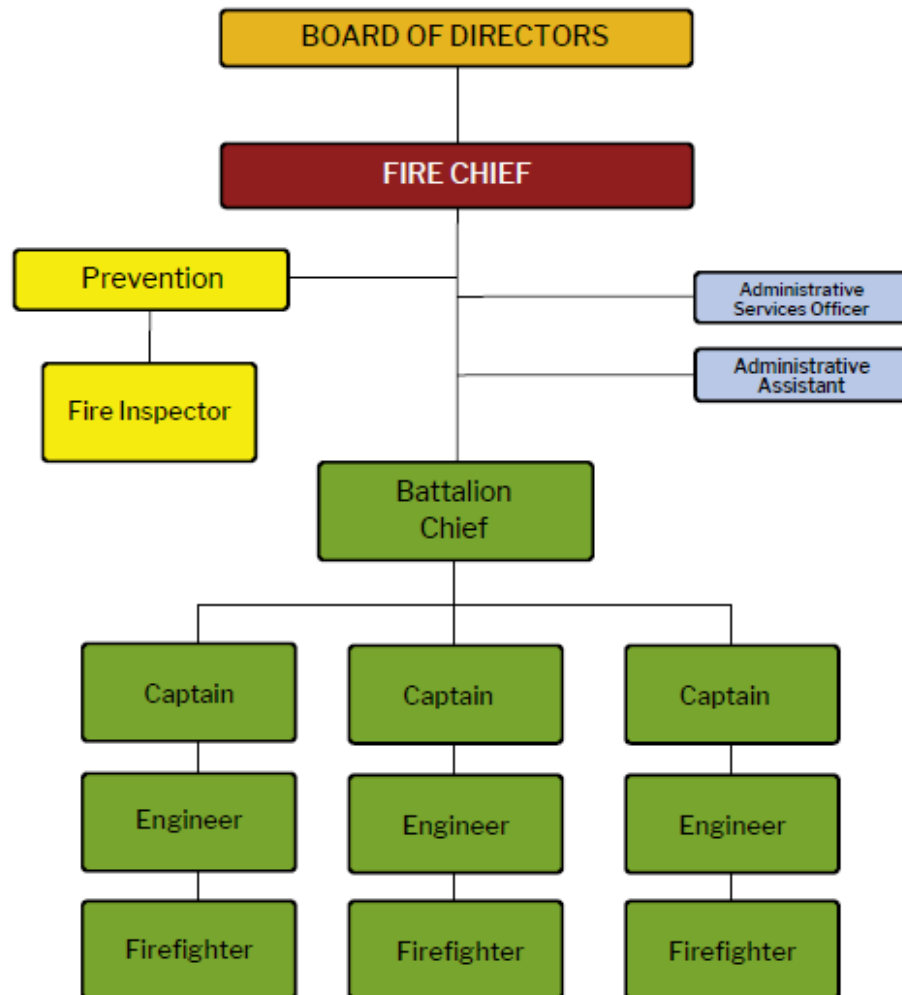 BOARD OF DIRECTORS
FIRE CHIEF
Prevention
Administrative
Services Officer
Fire Inspector
Administrative
Assistant
Battalion
Chief
Captain
Captain
Captain
Engineer
Engineer
Engineer
Firefighter
Firefighter
Firefighter